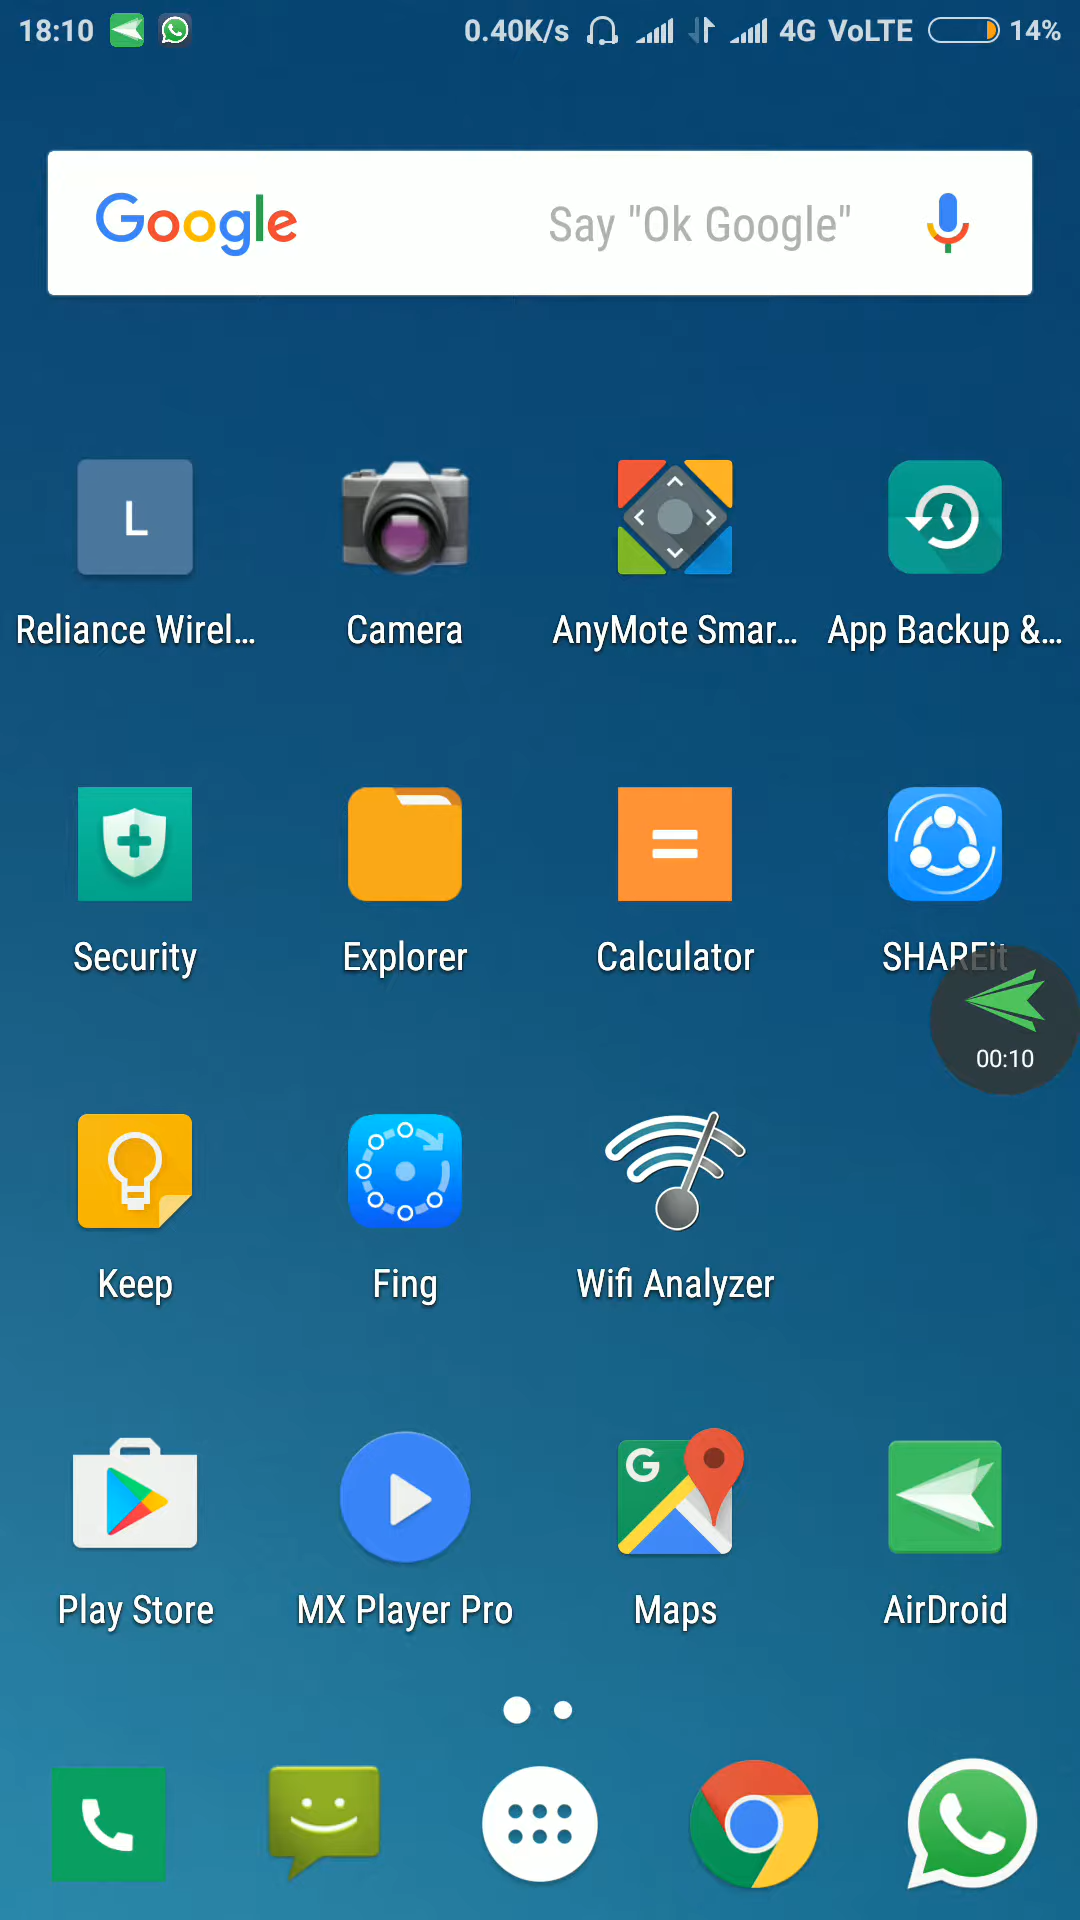 18:10 0.40K/s 4G VoLTE 14%
Google Say "Ok Google"
L
Reliance Wirel... Camera AnyMote Smar... App Backup &...
Security Explorer Calculator SHAREit
00:10
Keep Fing Wifi Analyzer
G
Play Store MX Player Pro Maps AirDroid